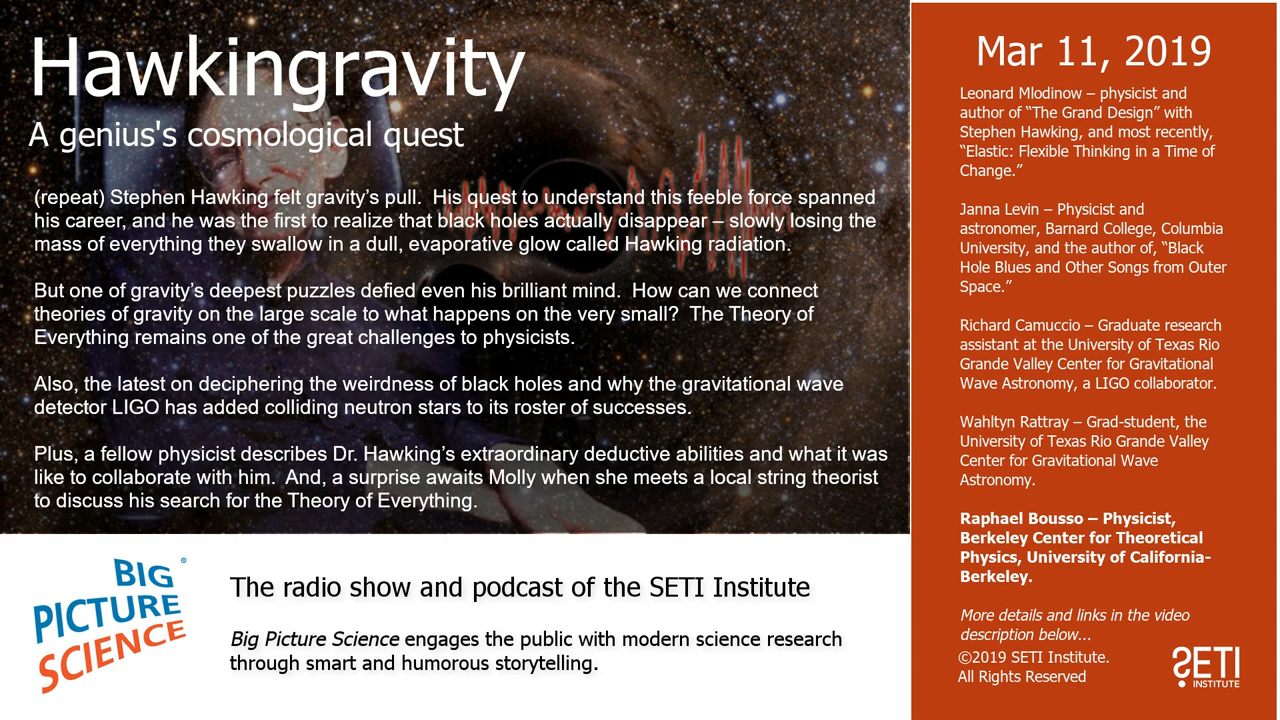 Hawkingravity
A genius's cosmological quest
(repeat) Stephen Hawking felt gravity’s pull.  His quest to understand this feeble force spanned
his career, and he was the first to realize that black holes actually disappear – slowly losing the
mass of everything they swallow in a dull, evaporative glow called Hawking radiation.
But one of gravity’s deepest puzzles defied even his brilliant mind.  How can we connect
theories of gravity on the large scale to what happens on the very small?  The Theory of
Everything remains one of the great challenges to physicists.
Also, the latest on deciphering the weirdness of black holes and why the gravitational wave
detector LIGO has added colliding neutron stars to its roster of successes.
Plus, a fellow physicist describes Dr. Hawking’s extraordinary deductive abilities and what it was
like to collaborate with him.  And, a surprise awaits Molly when she meets a local string theorist
to discuss his search for the Theory of Everything.
BIG ®
PICTURE
SCIENCE
The radio show and podcast of the SETI Institute
Big Picture Science engages the public with modern science research
through smart and humorous storytelling.
Mar 11, 2019
Leonard Mlodinow – physicist and
author of “The Grand Design” with
Stephen Hawking, and most recently,
“Elastic: Flexible Thinking in a Time of
Change.”
Janna Levin – Physicist and
astronomer, Barnard College, Columbia
University, and the author of, “Black
Hole Blues and Other Songs from Outer
Space.”
Richard Camuccio – Graduate research
assistant at the University of Texas Rio
Grande Valley Center for Gravitational
Wave Astronomy, a LIGO collaborator.
Wahltyn Rattray – Grad-student, the
University of Texas Rio Grande Valley
Center for Gravitational Wave
Astronomy.
Raphael Bousso – Physicist,
Berkeley Center for Theoretical
Physics, University of California-
Berkeley.
More details and links in the video
description below...
©2019 SETI Institute.
All Rights Reserved
SETI
INSTITUTE